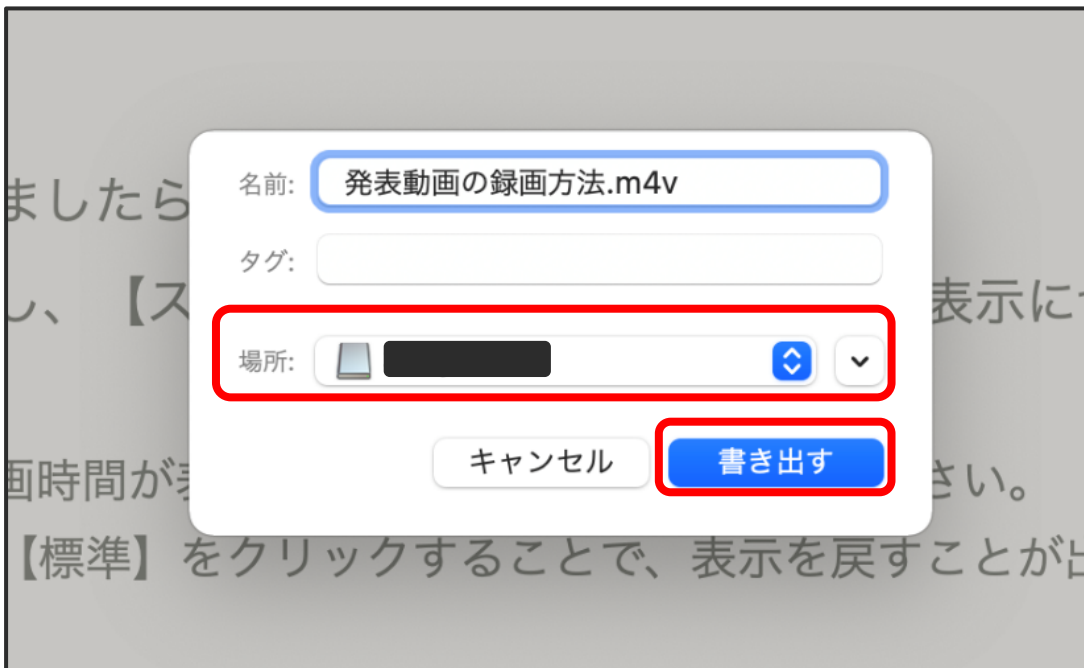 名前: 発表動画の録画方法.m4v
ましたら
タグ:
し、【ス
表示に
場所:
キャンセル 書き出す
画時間が
さい。
【標準】をクリックすることで、表示を戻すことが出